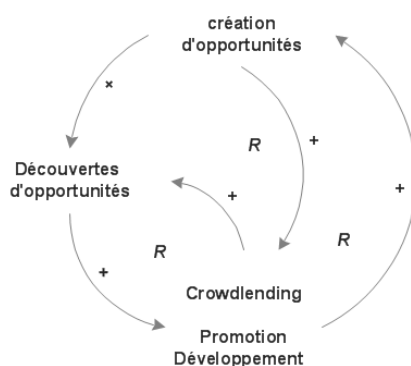 création
d'opportunités
×
R
+
Découvertes
d'opportunités
+
+
R
R
+
Crowdlending
Promotion
Développement